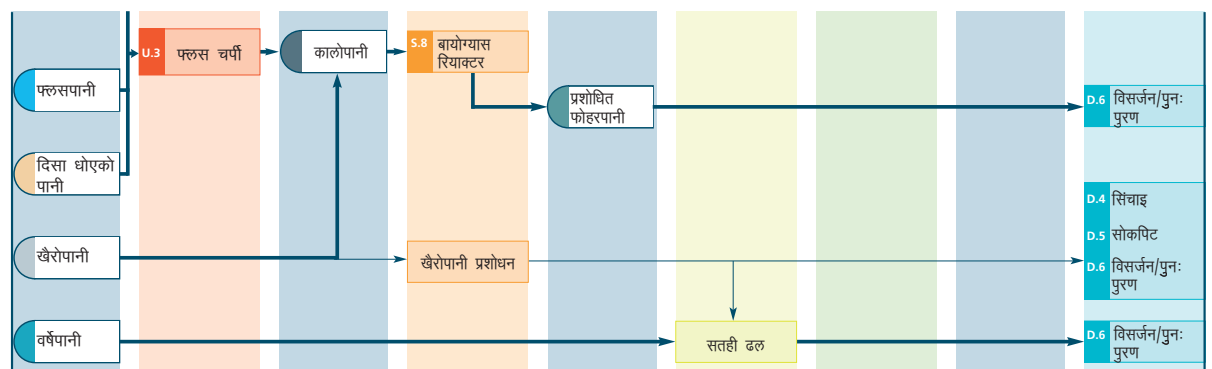 U.3 फ्लस चर्पी
कालोपानी
S.8 बायोग्यास
रियाक्टर
फ्लसपानी
प्रशोधित
फोहरपानी
D.6 विसर्जन/पुनः
पुरण
दिसा धोएको
पानी
D.4 सिंचाइ
D.5 सोकपिट
D.6 विसर्जन/पुनः
पुरण
खैरोपानी
खैरोपानी प्रशोधन
वर्षेपानी
सतही ढल
D.6 विसर्जन/पुनः
पुरण